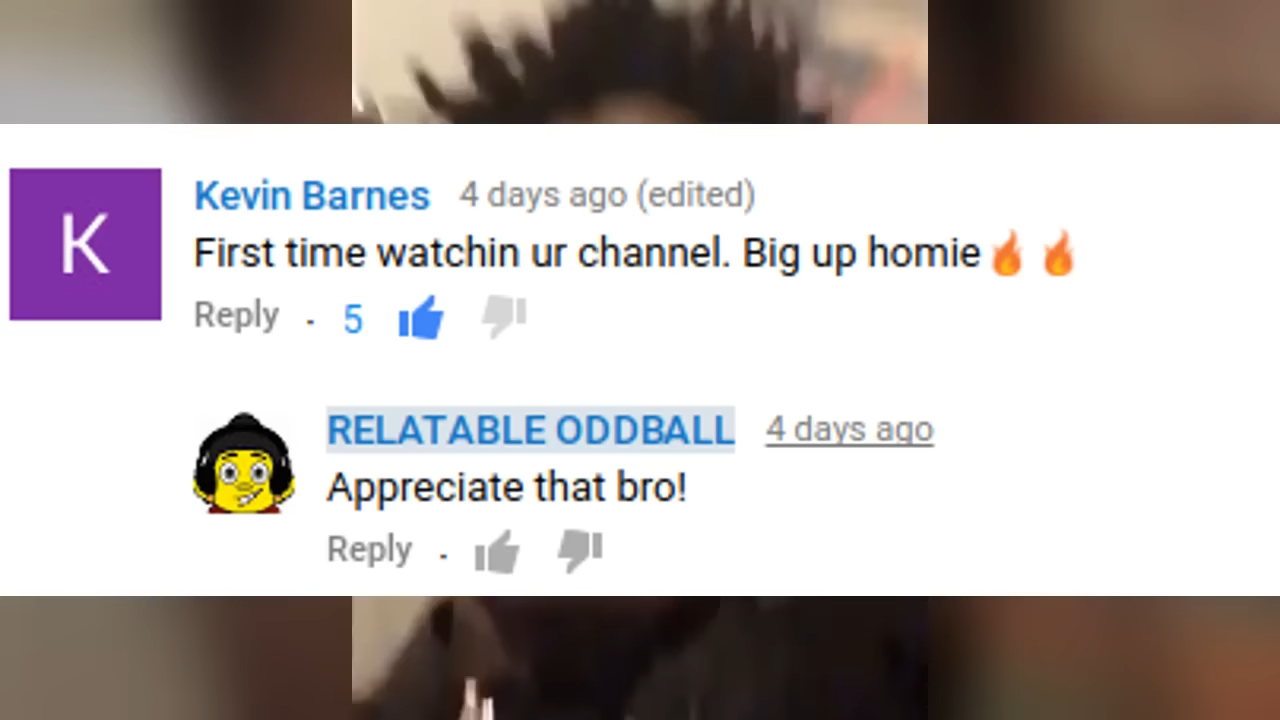 K
Kevin Barnes 4 days ago (edited)
First time watchin ur channel. Big up homie🔥🔥
Reply · 5
RELATABLE ODDBALL 4 days ago
Appreciate that bro!
Reply ·